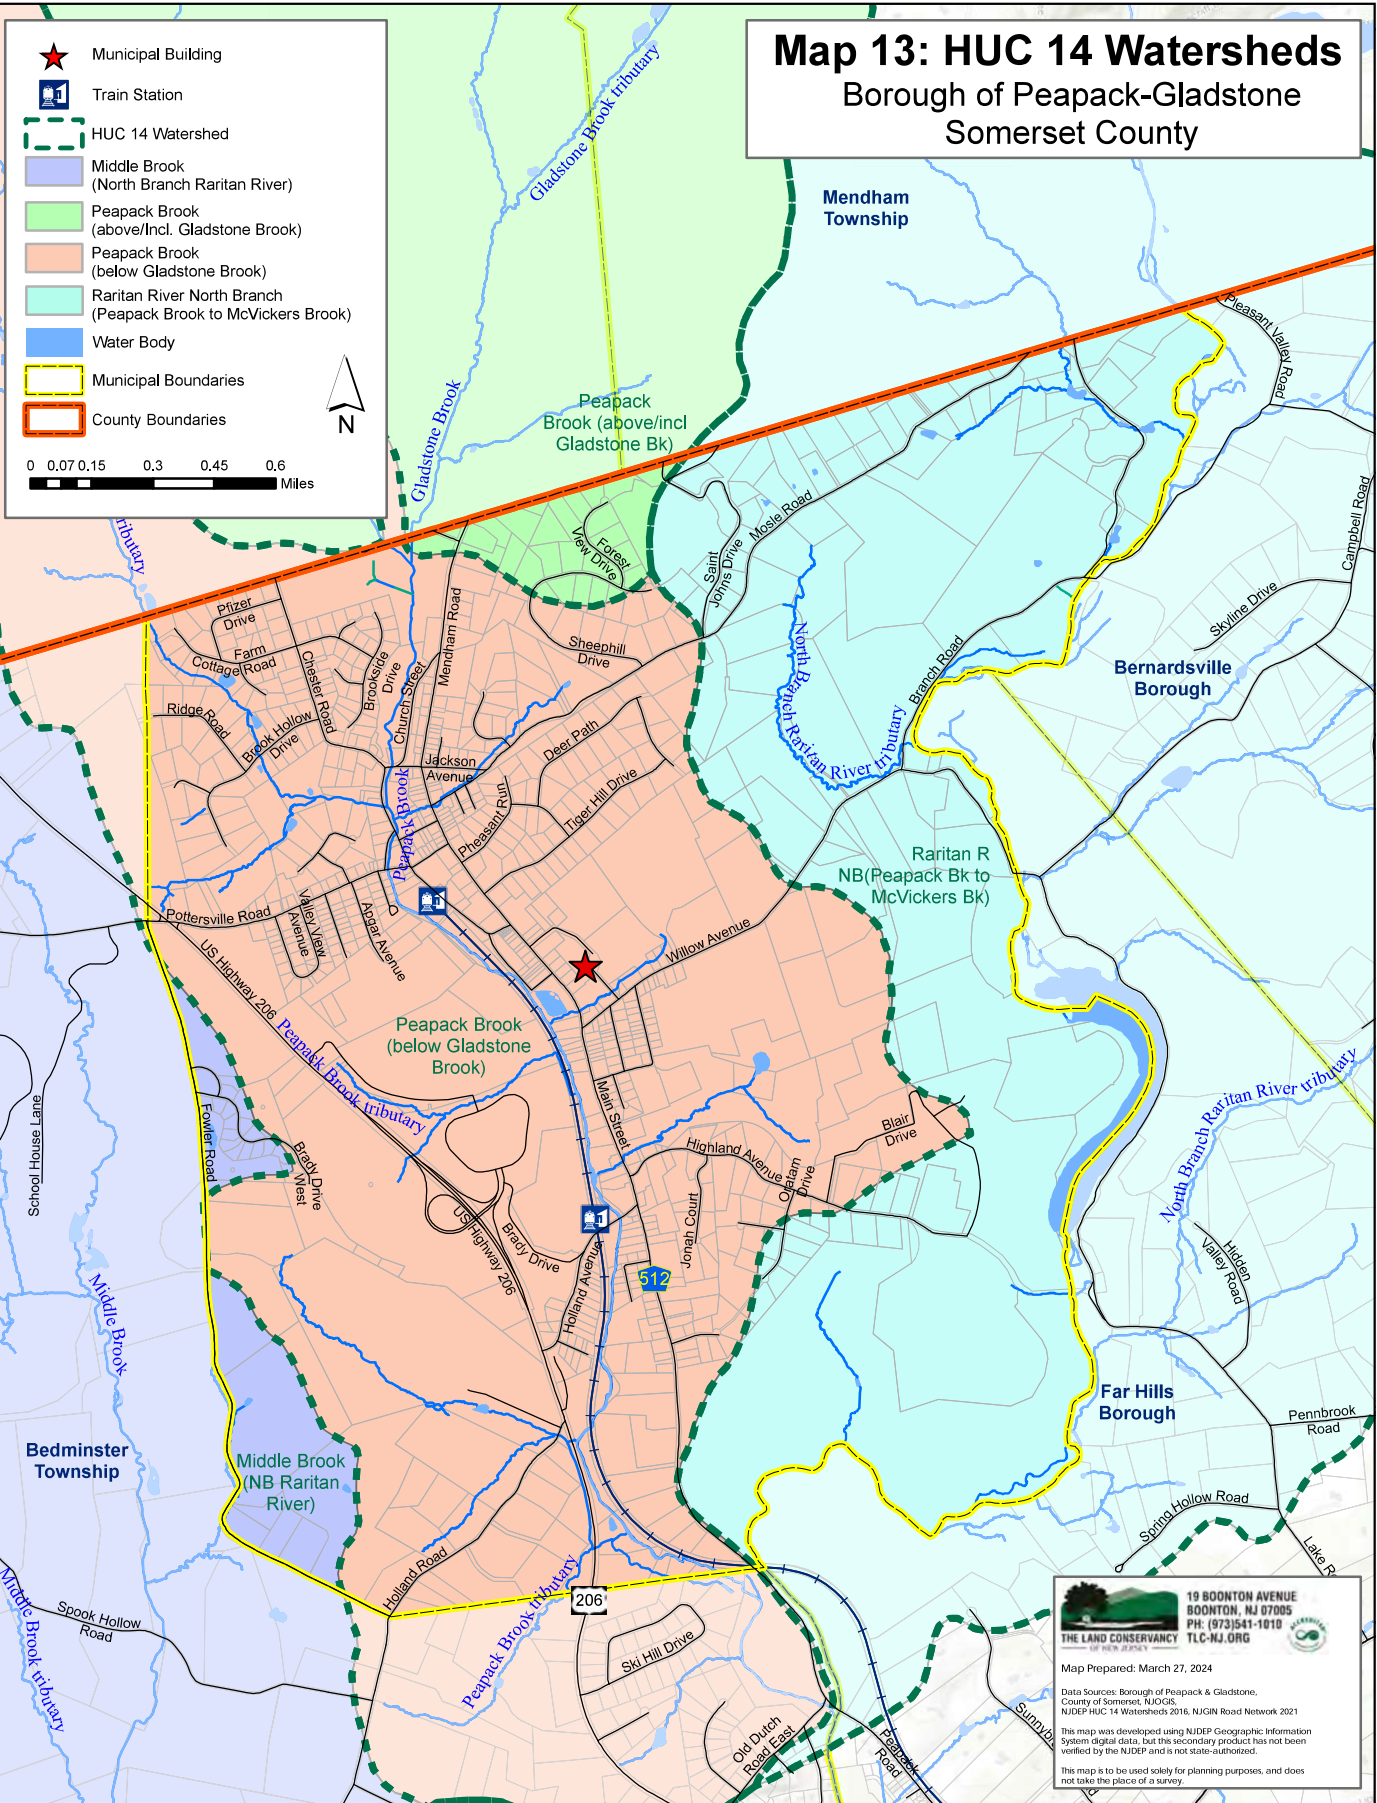 Map 13: HUC 14 Watersheds
Borough of Peapack-Gladstone
Somerset County
Municipal Building
Train Station
HUC 14 Watershed
Middle Brook
(North Branch Raritan River)
Peapack Brook
(above/Incl. Gladstone Brook)
Peapack Brook
(below Gladstone Brook)
Raritan River North Branch
(Peapack Brook to McVickers Brook)
Water Body
Municipal Boundaries
County Boundaries
N
0 0.07 0.15 0.3 0.45 0.6
Miles
Gladstone Brook tributary
Mendham
Township
Pleasant Valley Road
Peapack
Brook (above/incl
Gladstone Bk)
Gladstone Brook
tributary
Forest
View Drive
Saint
Johns Drive
Mosle Road
Campbell Road
Skyline Drive
Pfizer
Drive
Farm
Cottage Road
Chester Road
Brookside
Drive
Church Street
Mendham Road
Sheephill
Drive
North Branch Raritan River tributary
Branch Road
Bernardsville
Borough
Ridge Road
Brook Hollow
Drive
Jackson
Avenue
Deer Path
Tiger Hill Drive
Pheasant Run
Peapack Brook
Raritan R
NB(Peapack Bk to
McVickers Bk)
Pottersville Road
Valley View
Avenue
Apgar Avenue
Willow Avenue
US Highway 206
Peapack Brook
(below Gladstone
Brook)
Peapack Brook tributary
Main Street
School House Lane
Fowler Road
Brady Drive
West
Highland Avenue
Blair
Drive
Oratam
Drive
North Branch Raritan River tributary
Jonah Court
US Highway 206
Brady Drive
Holland Avenue
512
Hidden
Valley Road
Middle Brook
Far Hills
Borough
Pennbrook
Road
Bedminster
Township
Middle Brook
(NB Raritan
River)
Spring Hollow Road
Holland Road
206
Peapack Brook tributary
Middle Brook tributary
Spook Hollow
Road
Ski Hill Drive
Old Dutch
Road East
Peapack
Road
THE LAND CONSERVANCY
OF NEW JERSEY
19 BOONTON AVENUE
BOONTON, NJ 07005
PH: (973)541-1010
TLC-NJ.ORG
Map Prepared: March 27, 2024
Data Sources: Borough of Peapack & Gladstone,
County of Somerset, NJOGIS,
NJDEP HUC 14 Watersheds 2016, NJGIN Road Network 2021
This map was developed using NJDEP Geographic Information
System digital data, but this secondary product has not been
verified by the NJDEP and is not state-authorized.
This map is to be used solely for planning purposes, and does
not take the place of a survey.